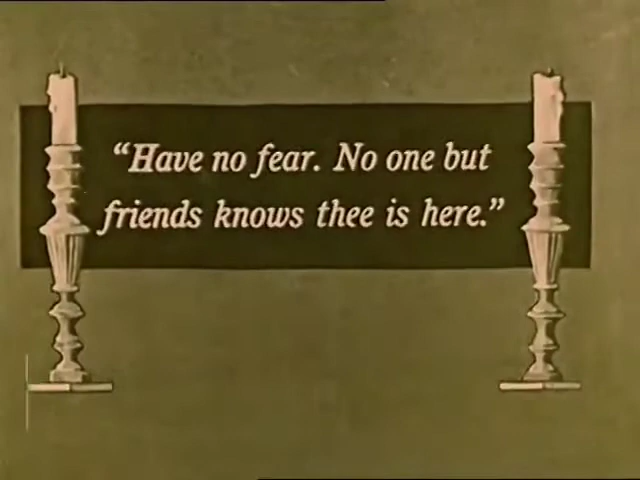 “Have no fear. No one but
friends knows thee is here.”